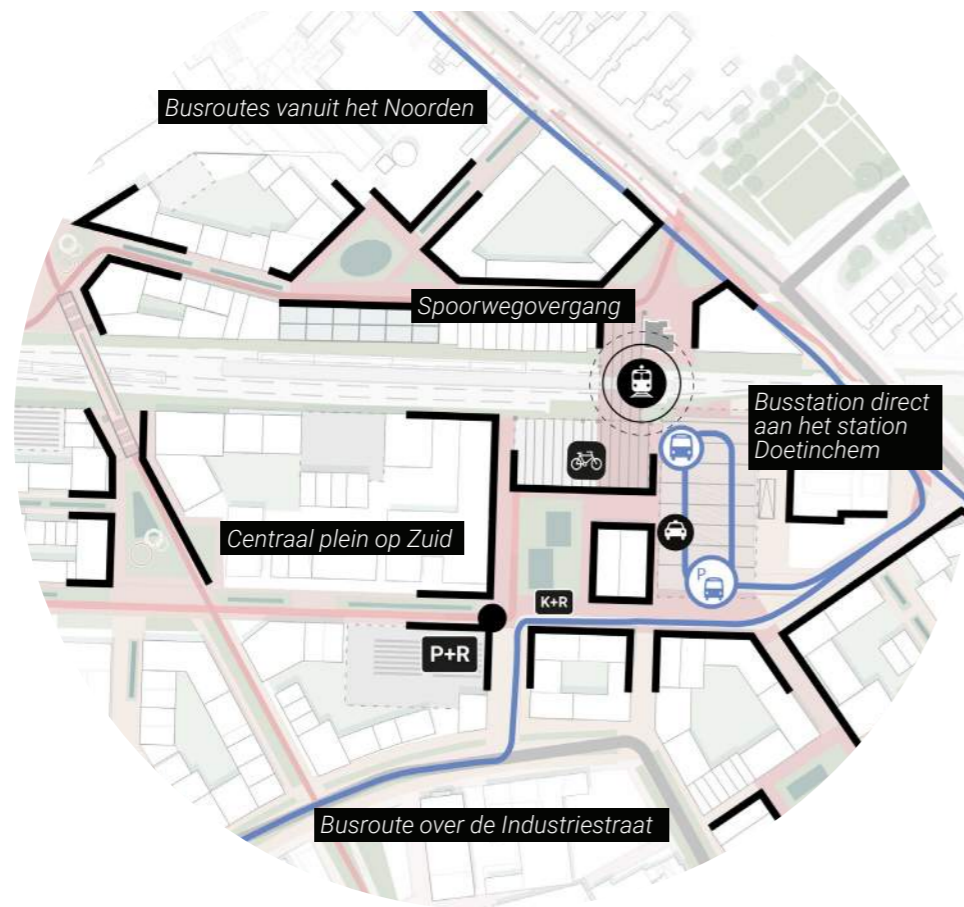 Busroutes vanuit het Noorden
Spoorwegovergang
Busstation direct
aan het station
Doetinchem
Centraal plein op Zuid
K+R
P
P+R
Busroute over de Industriestraat